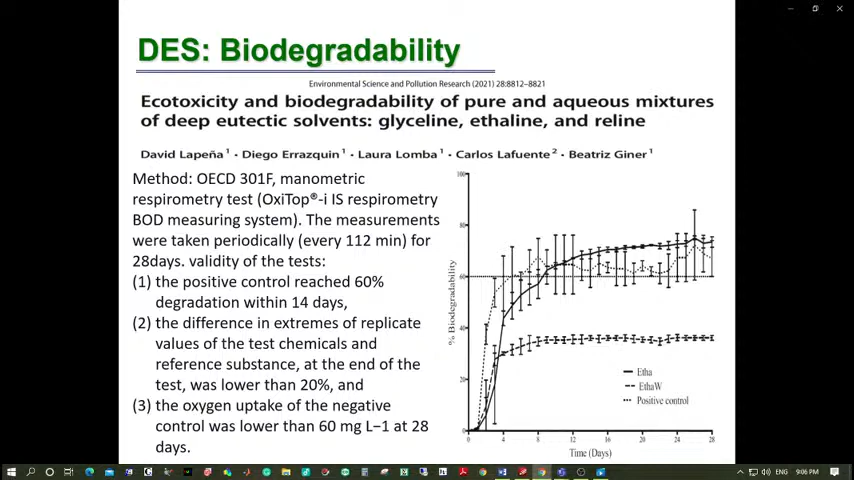 DES: Biodegradability
Environmental Science and Pollution Research (2021) 28:8812–8821
Ecotoxicity and biodegradability of pure and aqueous mixtures
of deep eutectic solvents: glyceline, ethaline, and reline
David Lapeña¹ · Diego Errazquin¹ · Laura Lomba¹ · Carlos Lafuente² · Beatriz Giner¹
Method: OECD 301F, manometric
respirometry test (OxiTop®-i IS respirometry
BOD measuring system). The measurements
were taken periodically (every 112 min) for
28days. validity of the tests:
(1) the positive control reached 60%
degradation within 14 days,
(2) the difference in extremes of replicate
values of the test chemicals and
reference substance, at the end of the
test, was lower than 20%, and
(3) the oxygen uptake of the negative
control was lower than 60 mg L−1 at 28
days.
% Biodegradability
100
80
60
40
20
0
0 4 8 12 16 20 24 28
Time (Days)
Etha
EthaW
Positive control
ENG 9:06 PM